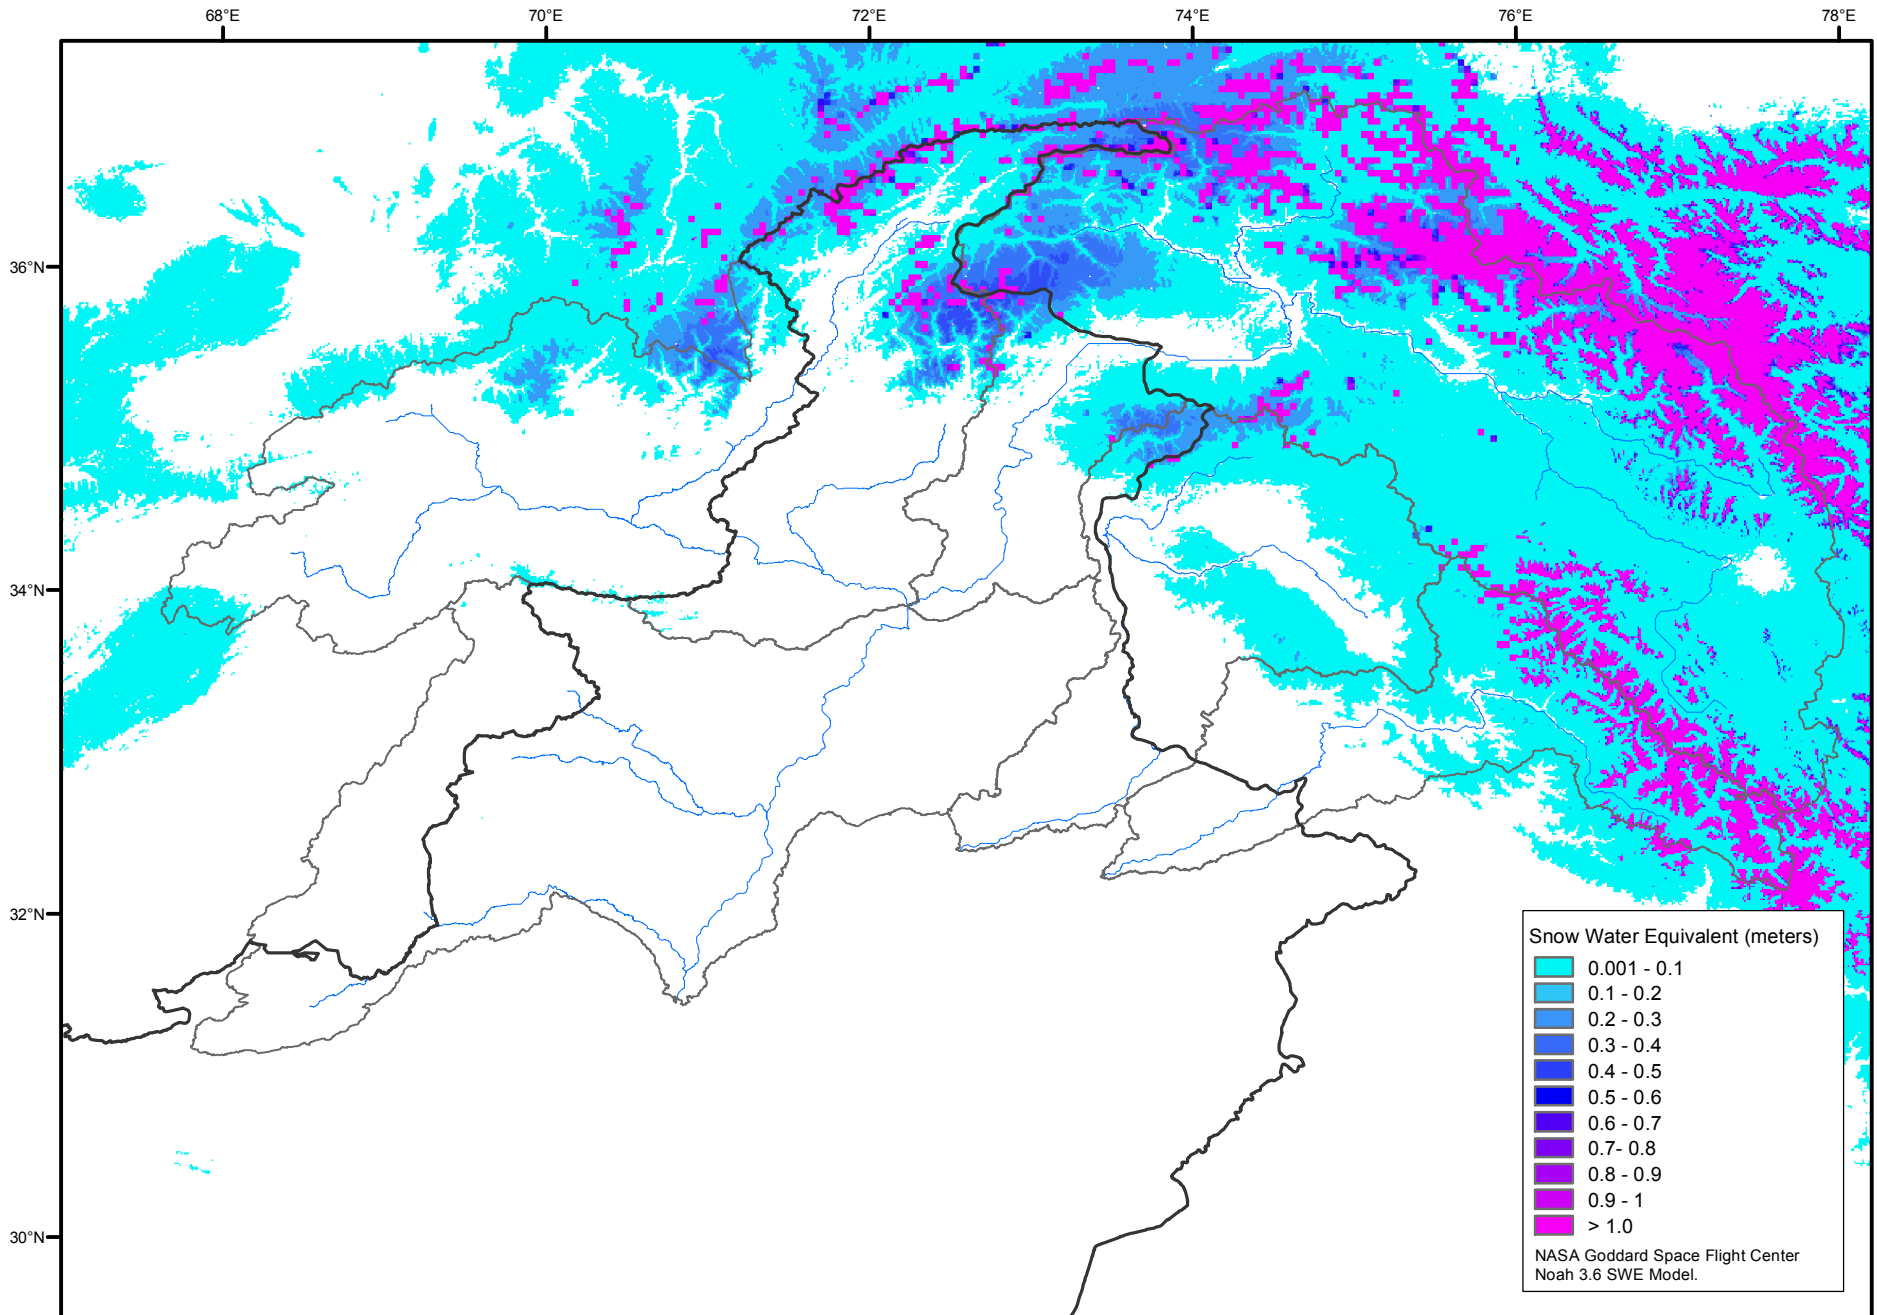 68°E 70°E 72°E 74°E 76°E 78°E
36°N
34°N
32°N
30°N
Snow Water Equivalent (meters)
0.001 - 0.1
0.1 - 0.2
0.2 - 0.3
0.3 - 0.4
0.4 - 0.5
0.5 - 0.6
0.6 - 0.7
0.7- 0.8
0.8 - 0.9
0.9 - 1
> 1.0
NASA Goddard Space Flight Center
Noah 3.6 SWE Model.